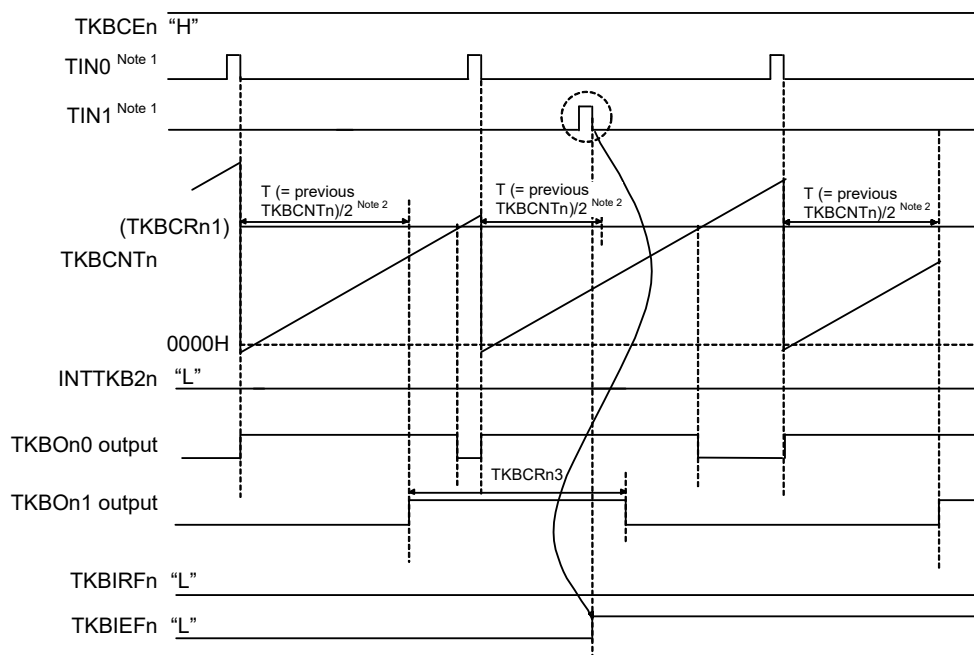 TKBCEn “H”
TIN0 Note 1
TIN1 Note 1
T (= previous
TKBCNTn)/2 Note 2
T (= previous
TKBCNTn)/2 Note 2
T (= previous
TKBCNTn)/2 Note 2
(TKBCRn1)
TKBCNTn
0000H
INTTKB2n “L”
TKBOn0 output
TKBCRn3
TKBOn1 output
TKBIRFn “L”
TKBIEFn “L”